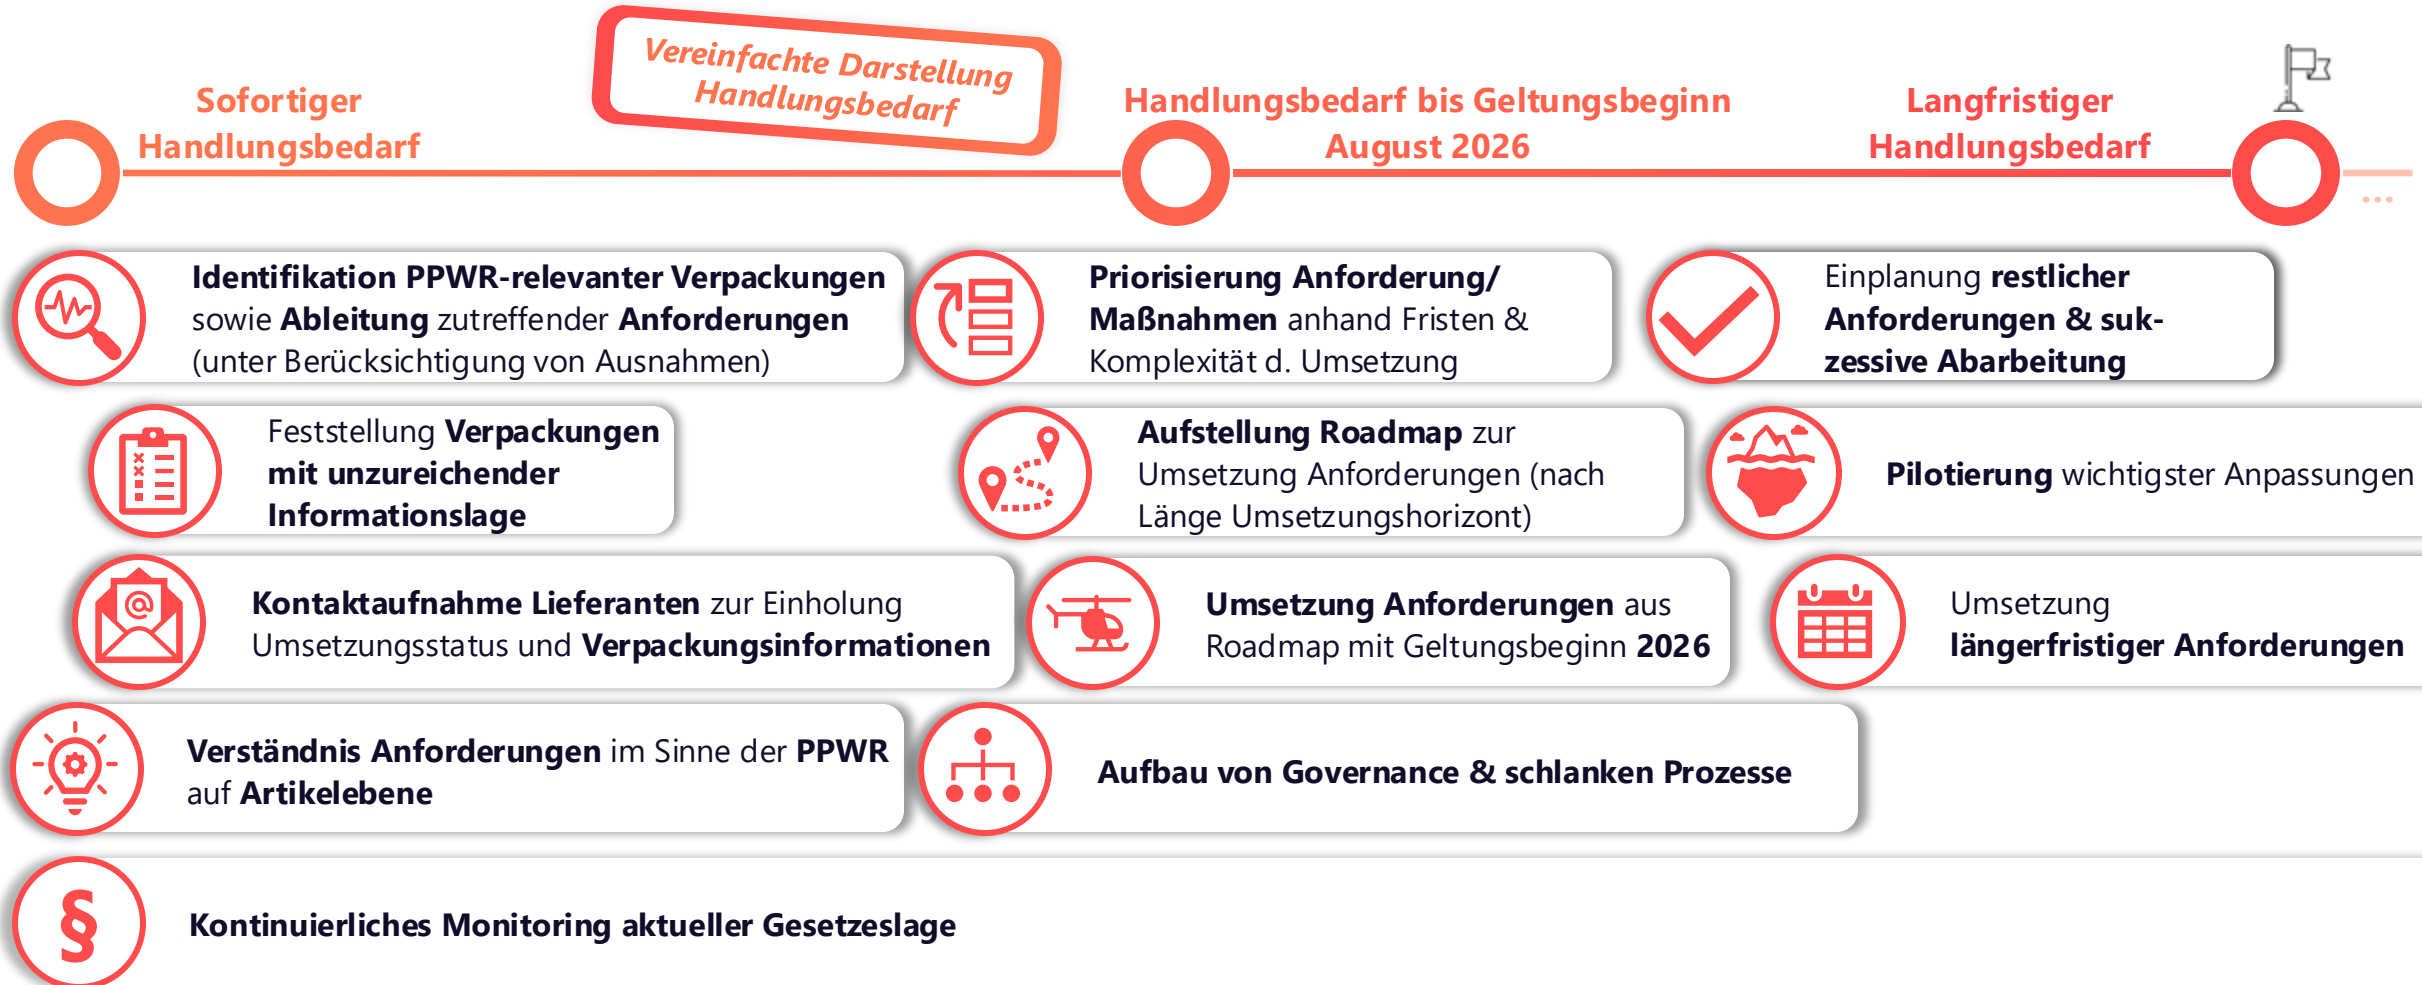 Vereinfachte Darstellung
Handlungsbedarf
Sofortiger
Handlungsbedarf
Handlungsbedarf bis Geltungsbeginn
August 2026
Langfristiger
Handlungsbedarf
...
Identifikation PPWR-relevanter Verpackungen
sowie Ableitung zutreffender Anforderungen
(unter Berücksichtigung von Ausnahmen)
Priorisierung Anforderung/
Maßnahmen anhand Fristen &
Komplexität d. Umsetzung
Einplanung restlicher
Anforderungen & suk-
zessive Abarbeitung
Feststellung Verpackungen
mit unzureichender
Informationslage
Aufstellung Roadmap zur
Umsetzung Anforderungen (nach
Länge Umsetzungshorizont)
Pilotierung wichtigster Anpassungen
@
Kontaktaufnahme Lieferanten zur Einholung
Umsetzungsstatus und Verpackungsinformationen
Umsetzung Anforderungen aus
Roadmap mit Geltungsbeginn 2026
Umsetzung
längerfristiger Anforderungen
Verständnis Anforderungen im Sinne der PPWR
auf Artikelebene
Aufbau von Governance & schlanken Prozesse
§
Kontinuierliches Monitoring aktueller Gesetzeslage